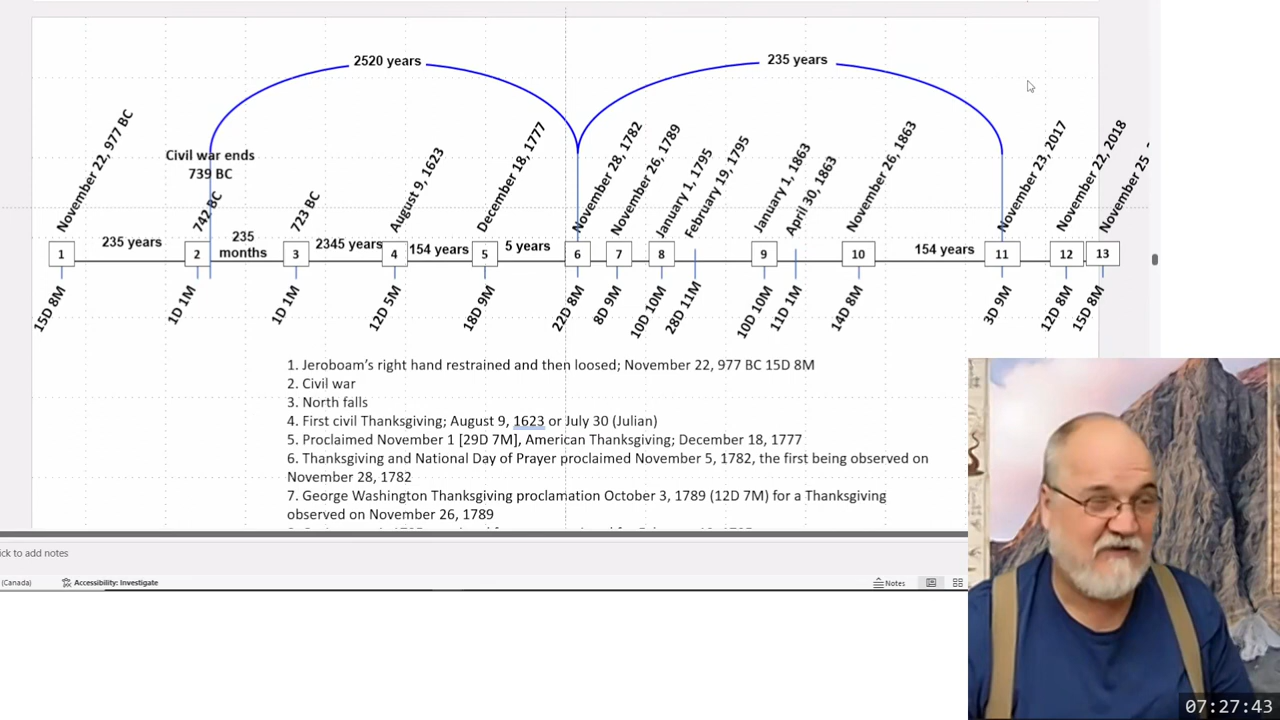 2520 years
235 years
November 22, 977 BC
Civil war ends
739 BC
742 BC
723 BC
August 9, 1623
December 18, 1777
November 28, 1782
November 26, 1789
January 1, 1795
February 19, 1795
January 1, 1863
April 30, 1863
November 26, 1863
November 23, 2017
November 22, 2018
November 25
1
235 years
2
235
months
3
2345 years
4
154 years
5
5 years
6
7
8
9
10
154 years
11
12
13
15D 8M
1D 1M
1D 1M
12D 5M
18D 9M
22D 8M
8D 9M
10D 10M
28D 11M
10D 10M
11D 1M
14D 8M
3D 9M
12D 8M
15D 8M
1. Jeroboam's right hand restrained and then loosed; November 22, 977 BC 15D 8M
2. Civil war
3. North falls
4. First civil Thanksgiving; August 9, 1623 or July 30 (Julian)
5. Proclaimed November 1 [29D 7M], American Thanksgiving; December 18, 1777
6. Thanksgiving and National Day of Prayer proclaimed November 5, 1782, the first being observed on
November 28, 1782
7. George Washington Thanksgiving proclamation October 3, 1789 (12D 7M) for a Thanksgiving
observed on November 26, 1789
ick to add notes
(Canada)
Accessibility: Investigate
Notes
07:27:43